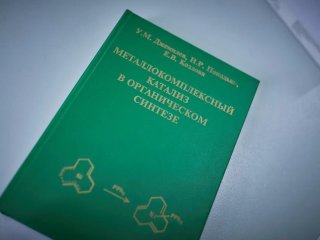 У.М. Джемилев, Н.Р. Поподько,
Е.В. Козлова
МЕТАЛЛОКОМПЛЕКСНЫЙ
КАТАЛИЗ
В ОРГАНИЧЕСКОМ
СИНТЕЗЕ